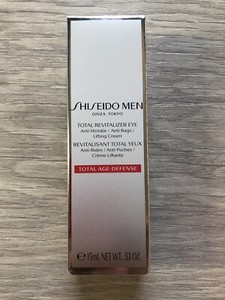 SHISEIDO MEN
GINZA TOKYO
TOTAL REVITALIZER EYE
Anti-Wrinkle / Anti-Bags /
Lifting Cream
REVITALISANT TOTAL YEUX
Anti-Rides / Anti-Poches /
Crème Liftante
TOTAL AGE DEFENSE
℮ 15mL NET WT. .53 OZ.